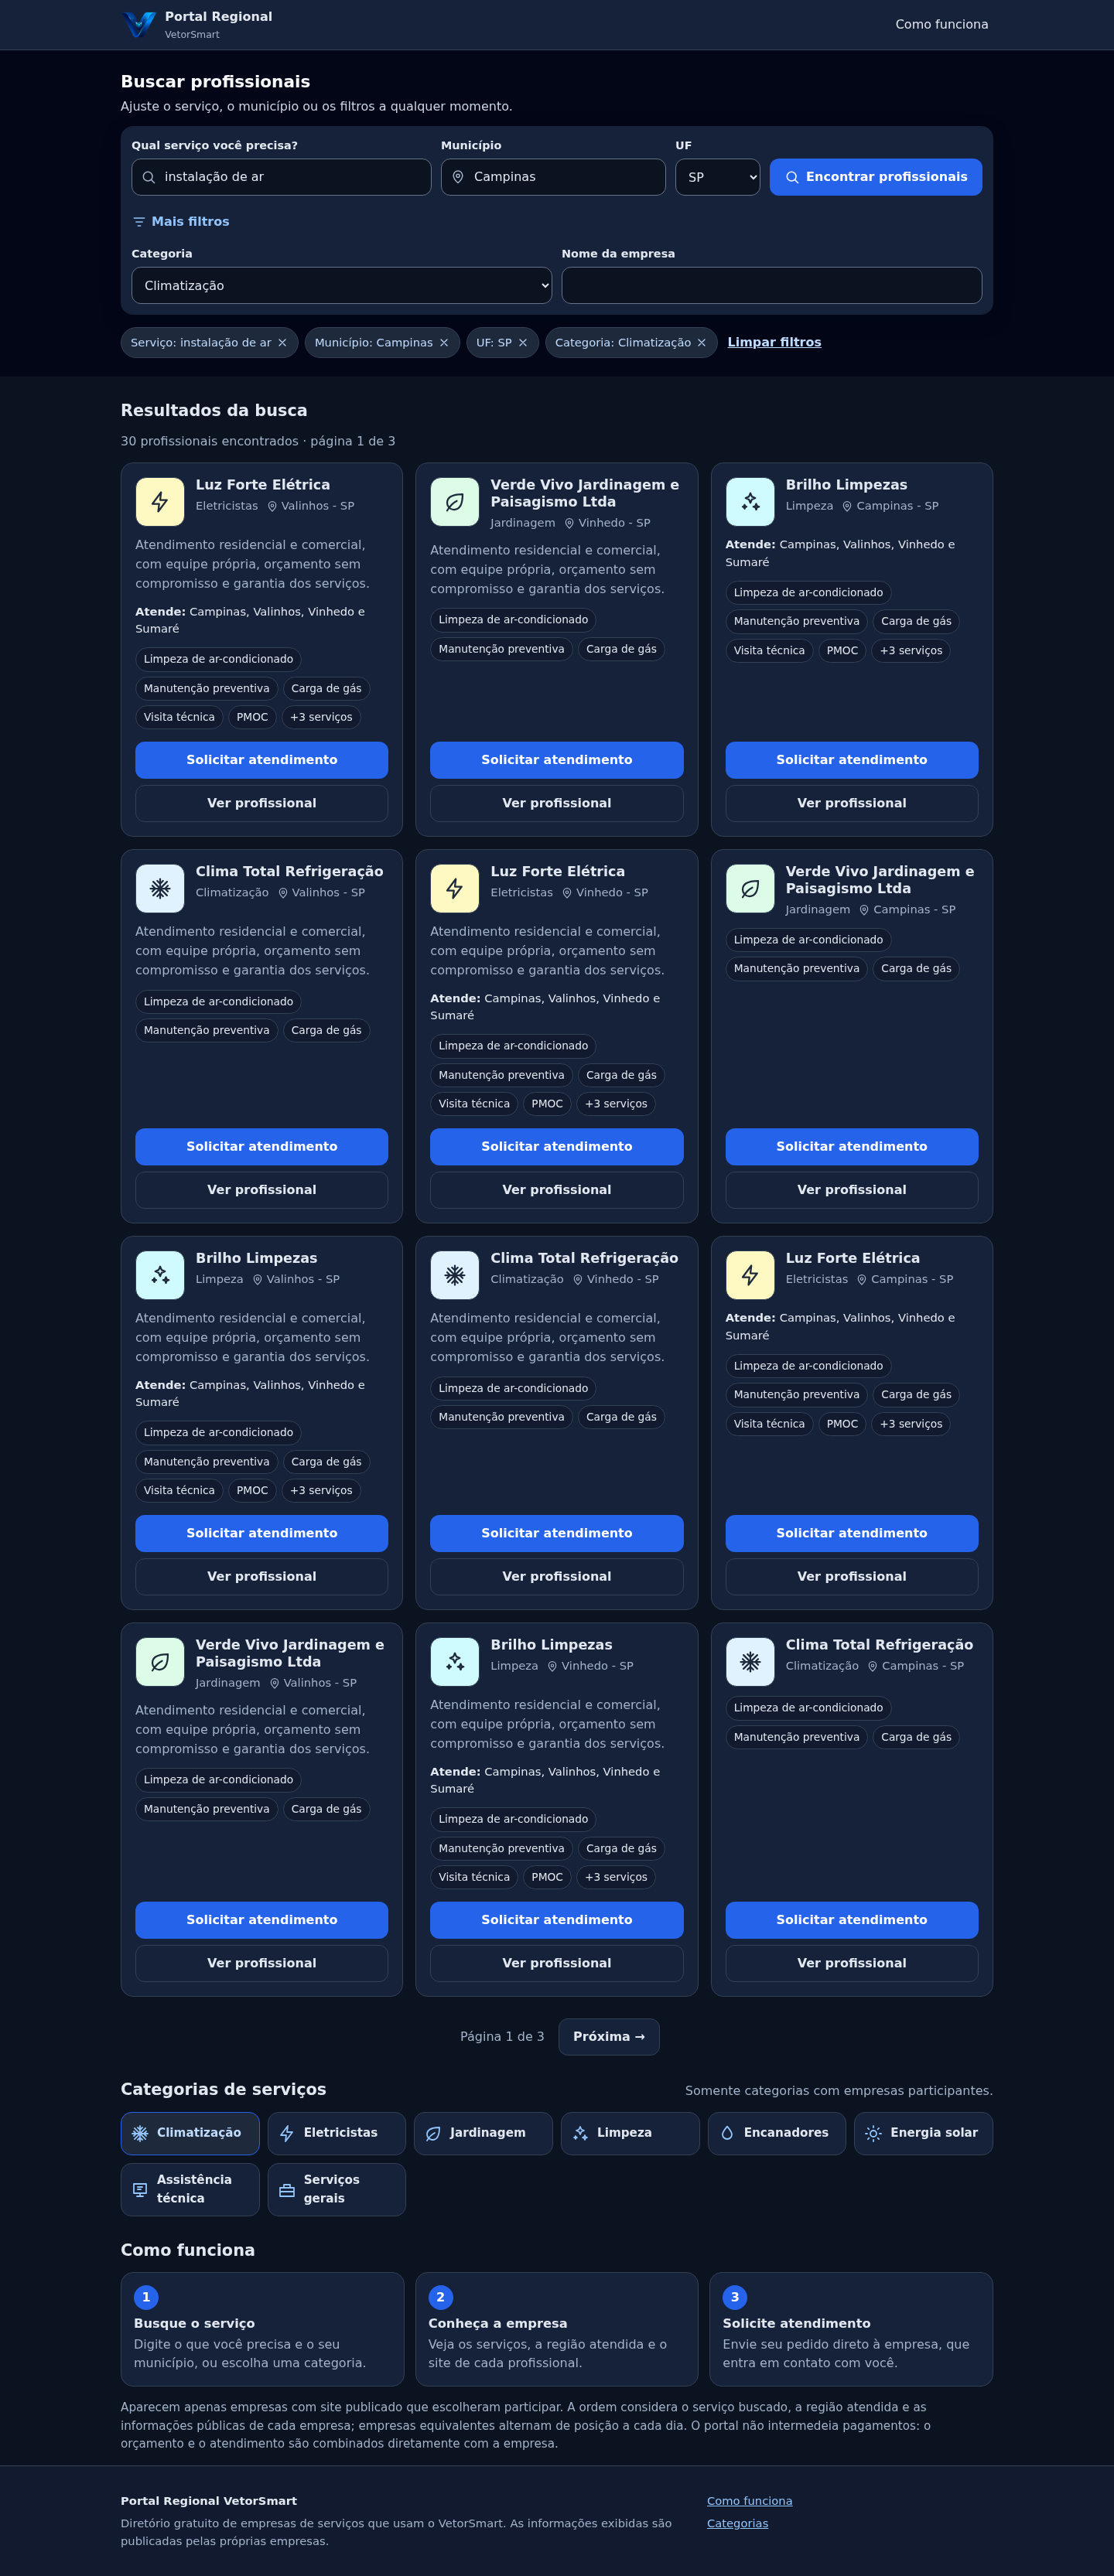 Portal Regional
VetorSmart
Como funciona
Buscar profissionais
Ajuste o serviço, o município ou os filtros a qualquer momento.
Qual serviço você precisa?
Município
UF
instalação de ar
Campinas
SP
Encontrar profissionais
Mais filtros
Categoria
Nome da empresa
Climatização
Serviço: instalação de ar
Município: Campinas
UF: SP
Categoria: Climatização
Limpar filtros
Resultados da busca
30 profissionais encontrados · página 1 de 3
Luz Forte Elétrica
Eletricistas Valinhos - SP
Atendimento residencial e comercial,
com equipe própria, orçamento sem
compromisso e garantia dos serviços.
Atende: Campinas, Valinhos, Vinhedo e
Sumaré
Limpeza de ar-condicionado
Manutenção preventiva Carga de gás
Visita técnica PMOC +3 serviços
Solicitar atendimento
Ver profissional
Verde Vivo Jardinagem e
Paisagismo Ltda
Jardinagem Vinhedo - SP
Atendimento residencial e comercial,
com equipe própria, orçamento sem
compromisso e garantia dos serviços.
Limpeza de ar-condicionado
Manutenção preventiva Carga de gás
Solicitar atendimento
Ver profissional
Brilho Limpezas
Limpeza Campinas - SP
Atende: Campinas, Valinhos, Vinhedo e
Sumaré
Limpeza de ar-condicionado
Manutenção preventiva Carga de gás
Visita técnica PMOC +3 serviços
Solicitar atendimento
Ver profissional
Clima Total Refrigeração
Climatização Valinhos - SP
Atendimento residencial e comercial,
com equipe própria, orçamento sem
compromisso e garantia dos serviços.
Limpeza de ar-condicionado
Manutenção preventiva Carga de gás
Solicitar atendimento
Ver profissional
Luz Forte Elétrica
Eletricistas Vinhedo - SP
Atendimento residencial e comercial,
com equipe própria, orçamento sem
compromisso e garantia dos serviços.
Atende: Campinas, Valinhos, Vinhedo e
Sumaré
Limpeza de ar-condicionado
Manutenção preventiva Carga de gás
Visita técnica PMOC +3 serviços
Solicitar atendimento
Ver profissional
Verde Vivo Jardinagem e
Paisagismo Ltda
Jardinagem Campinas - SP
Limpeza de ar-condicionado
Manutenção preventiva Carga de gás
Solicitar atendimento
Ver profissional
Brilho Limpezas
Limpeza Valinhos - SP
Atendimento residencial e comercial,
com equipe própria, orçamento sem
compromisso e garantia dos serviços.
Atende: Campinas, Valinhos, Vinhedo e
Sumaré
Limpeza de ar-condicionado
Manutenção preventiva Carga de gás
Visita técnica PMOC +3 serviços
Solicitar atendimento
Ver profissional
Clima Total Refrigeração
Climatização Vinhedo - SP
Atendimento residencial e comercial,
com equipe própria, orçamento sem
compromisso e garantia dos serviços.
Limpeza de ar-condicionado
Manutenção preventiva Carga de gás
Solicitar atendimento
Ver profissional
Luz Forte Elétrica
Eletricistas Campinas - SP
Atende: Campinas, Valinhos, Vinhedo e
Sumaré
Limpeza de ar-condicionado
Manutenção preventiva Carga de gás
Visita técnica PMOC +3 serviços
Solicitar atendimento
Ver profissional
Verde Vivo Jardinagem e
Paisagismo Ltda
Jardinagem Valinhos - SP
Atendimento residencial e comercial,
com equipe própria, orçamento sem
compromisso e garantia dos serviços.
Limpeza de ar-condicionado
Manutenção preventiva Carga de gás
Solicitar atendimento
Ver profissional
Brilho Limpezas
Limpeza Vinhedo - SP
Atendimento residencial e comercial,
com equipe própria, orçamento sem
compromisso e garantia dos serviços.
Atende: Campinas, Valinhos, Vinhedo e
Sumaré
Limpeza de ar-condicionado
Manutenção preventiva Carga de gás
Visita técnica PMOC +3 serviços
Solicitar atendimento
Ver profissional
Clima Total Refrigeração
Climatização Campinas - SP
Limpeza de ar-condicionado
Manutenção preventiva Carga de gás
Solicitar atendimento
Ver profissional
Página 1 de 3
Próxima →
Categorias de serviços
Somente categorias com empresas participantes.
Climatização
Eletricistas
Jardinagem
Limpeza
Encanadores
Energia solar
Assistência
técnica
Serviços
gerais
Como funciona
1
Busque o serviço
Digite o que você precisa e o seu
município, ou escolha uma categoria.
2
Conheça a empresa
Veja os serviços, a região atendida e o
site de cada profissional.
3
Solicite atendimento
Envie seu pedido direto à empresa, que
entra em contato com você.
Aparecem apenas empresas com site publicado que escolheram participar. A ordem considera o serviço buscado, a região atendida e as
informações públicas de cada empresa; empresas equivalentes alternam de posição a cada dia. O portal não intermedeia pagamentos: o
orçamento e o atendimento são combinados diretamente com a empresa.
Portal Regional VetorSmart
Diretório gratuito de empresas de serviços que usam o VetorSmart. As informações exibidas são
publicadas pelas próprias empresas.
Como funciona
Categorias